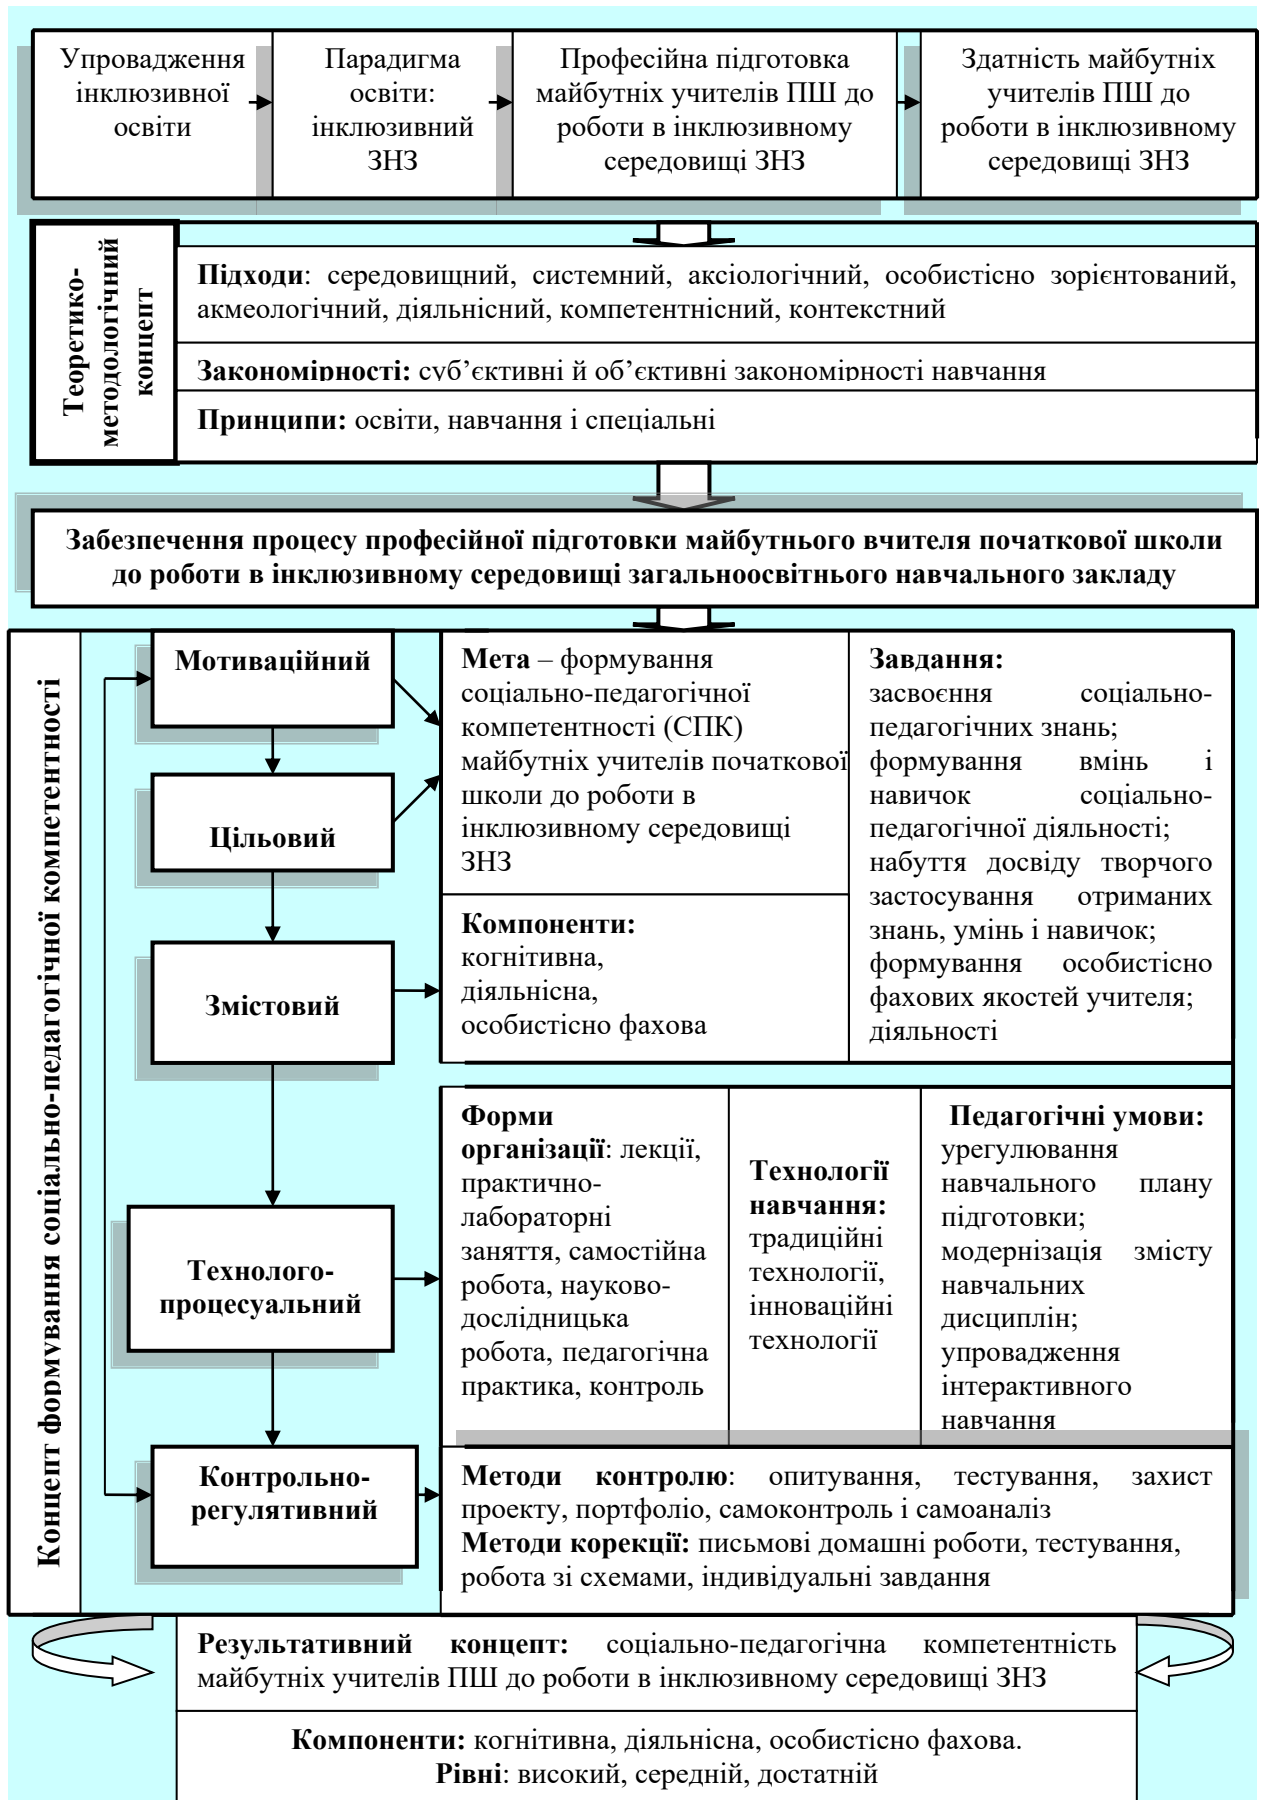 Упровадження
інклюзивної
освіти
Парадигма
освіти:
інклюзивний
ЗНЗ
Професійна підготовка
майбутніх учителів ПШ до
роботи в інклюзивному
середовищі ЗНЗ
Здатність майбутніх
учителів ПШ до
роботи в інклюзивному
середовищі ЗНЗ
Теоретико-
методологічний
концепт
Підходи: середовищний, системний, аксіологічний, особистісно зорієнтований,
акмеологічний, діяльнісний, компетентнісний, контекстний
Закономірності: суб’єктивні й об’єктивні закономірності навчання
Принципи: освіти, навчання і спеціальні
Забезпечення процесу професійної підготовки майбутнього вчителя початкової школи
до роботи в інклюзивному середовищі загальноосвітнього навчального закладу
Концепт формування соціально-педагогічної компетентності
Мотиваційний
Цільовий
Змістовий
Технолого-
процесуальний
Контрольно-
регулятивний
Мета – формування
соціально-педагогічної
компетентності (СПК)
майбутніх учителів початкової
школи до роботи в
інклюзивному середовищі
ЗНЗ
Компоненти:
когнітивна,
діяльнісна,
особистісно фахова
Завдання:
засвоєння соціально-
педагогічних знань;
формування вмінь і
навичок соціально-
педагогічної діяльності;
набуття досвіду творчого
застосування отриманих
знань, умінь і навичок;
формування особистісно
фахових якостей учителя;
діяльності
Форми
організації: лекції,
практично-
лабораторні
заняття, самостійна
робота, науково-
дослідницька
робота, педагогічна
практика, контроль
Технології
навчання:
традиційні
технології,
інноваційні
технології
Педагогічні умови:
урегулювання
навчального плану
підготовки;
модернізація змісту
навчальних
дисциплін;
упровадження
інтерактивного
навчання
Методи контролю: опитування, тестування, захист
проекту, портфоліо, самоконтроль і самоаналіз
Методи корекції: письмові домашні роботи, тестування,
робота зі схемами, індивідуальні завдання
Результативний концепт: соціально-педагогічна компетентність
майбутніх учителів ПШ до роботи в інклюзивному середовищі ЗНЗ
Компоненти: когнітивна, діяльнісна, особистісно фахова.
Рівні: високий, середній, достатній